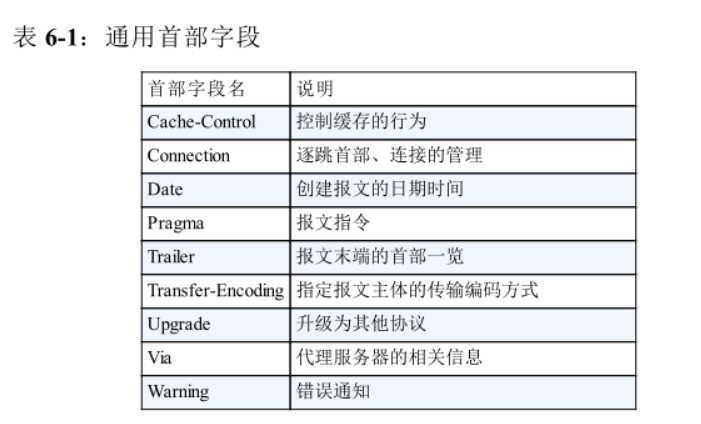 表 6-1：通用首部字段
首部字段名 说明
Cache-Control 控制缓存的行为
Connection 逐跳首部、连接的管理
Date 创建报文的日期时间
Pragma 报文指令
Trailer 报文末端的首部一览
Transfer-Encoding 指定报文主体的传输编码方式
Upgrade 升级为其他协议
Via 代理服务器的相关信息
Warning 错误通知